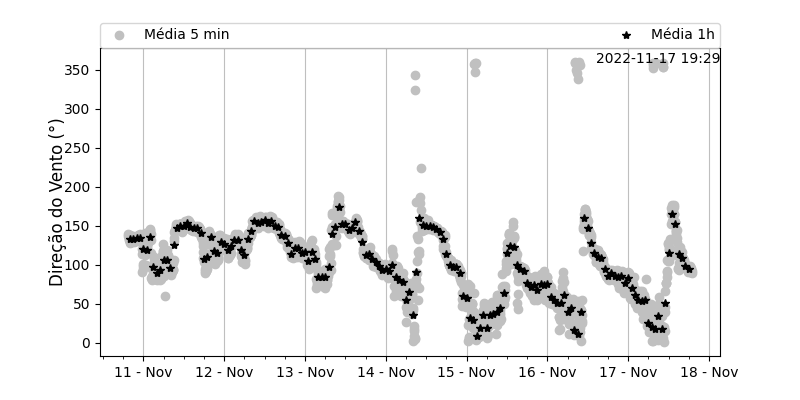 Média 5 min
Média 1h
2022-11-17 19:29
Direção do Vento (°)
350
300
250
200
150
100
50
0
11 - Nov
12 - Nov
13 - Nov
14 - Nov
15 - Nov
16 - Nov
17 - Nov
18 - Nov